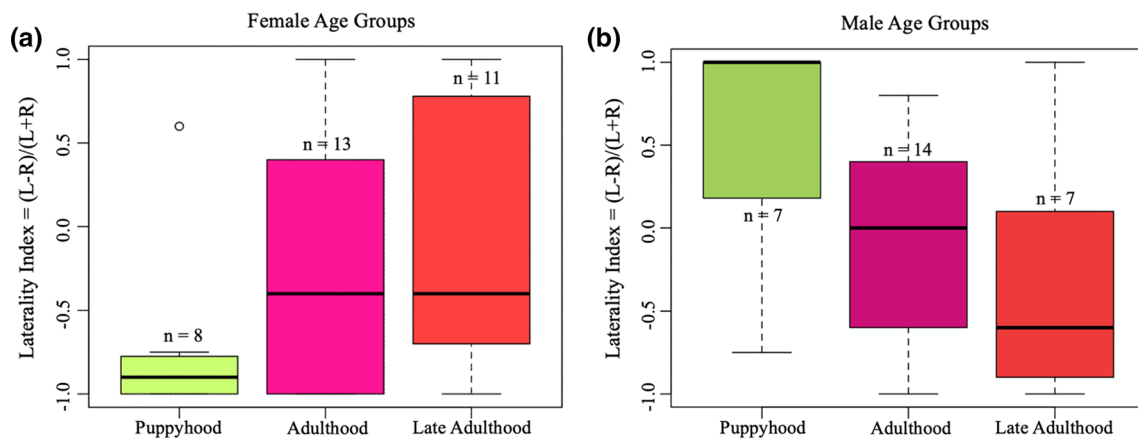 (a)
Female Age Groups
Laterality Index = (L-R)/(L+R)
1.0
0.5
0.0
-0.5
-1.0
n = 8
n = 13
n = 11
Puppyhood
Adulthood
Late Adulthood
(b)
Male Age Groups
Laterality Index = (L-R)/(L+R)
1.0
0.5
0.0
-0.5
-1.0
n = 7
n = 14
n = 7
Puppyhood
Adulthood
Late Adulthood